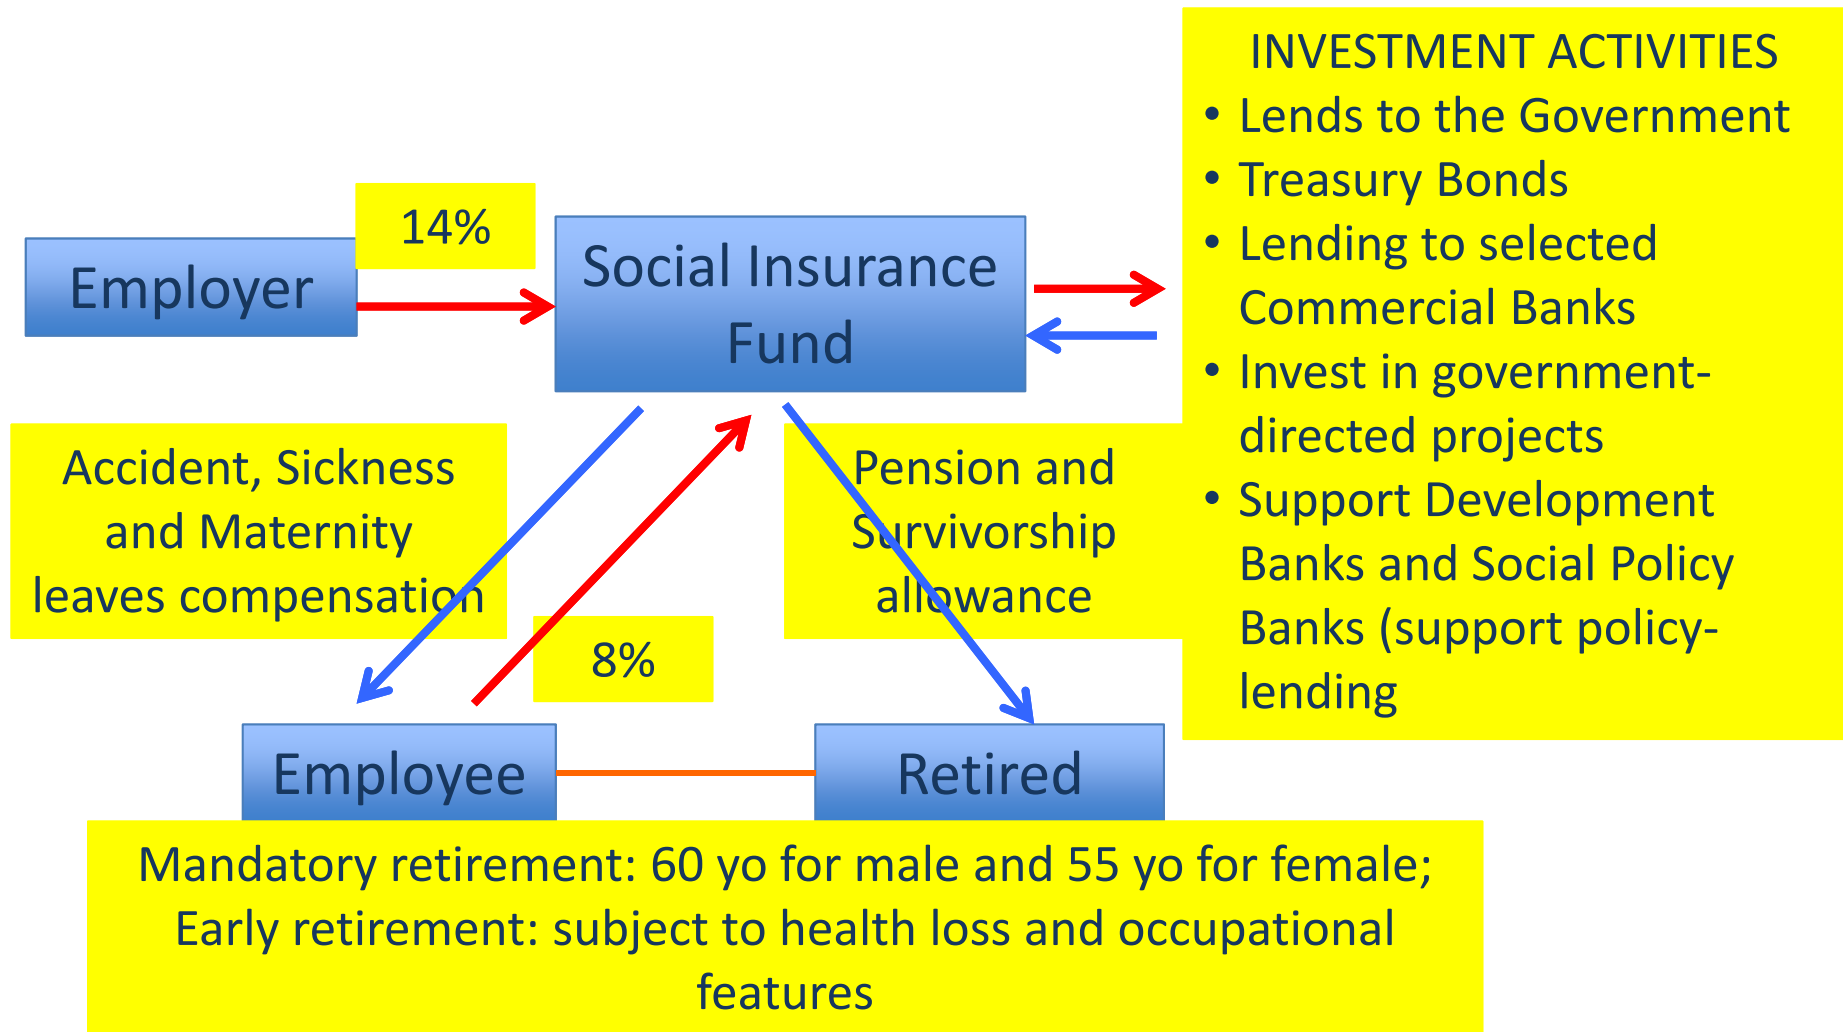 INVESTMENT ACTIVITIES
• Lends to the Government
• Treasury Bonds
• Lending to selected
Commercial Banks
• Invest in government-
directed projects
• Support Development
Banks and Social Policy
Banks (support policy-
lending
14%
Employer
Social Insurance
Fund
Accident, Sickness
and Maternity
leaves compensation
Pension and
Survivorship
allowance
8%
Employee
Retired
Mandatory retirement: 60 yo for male and 55 yo for female;
Early retirement: subject to health loss and occupational
features